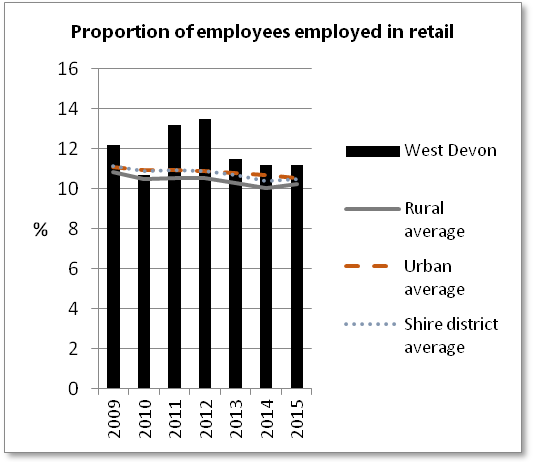 Proportion of employees employed in retail
16
14
12
10
8
6
4
2
0
%
2009
2010
2011
2012
2013
2014
2015
West Devon
Rural
average
Urban
average
Shire district
average